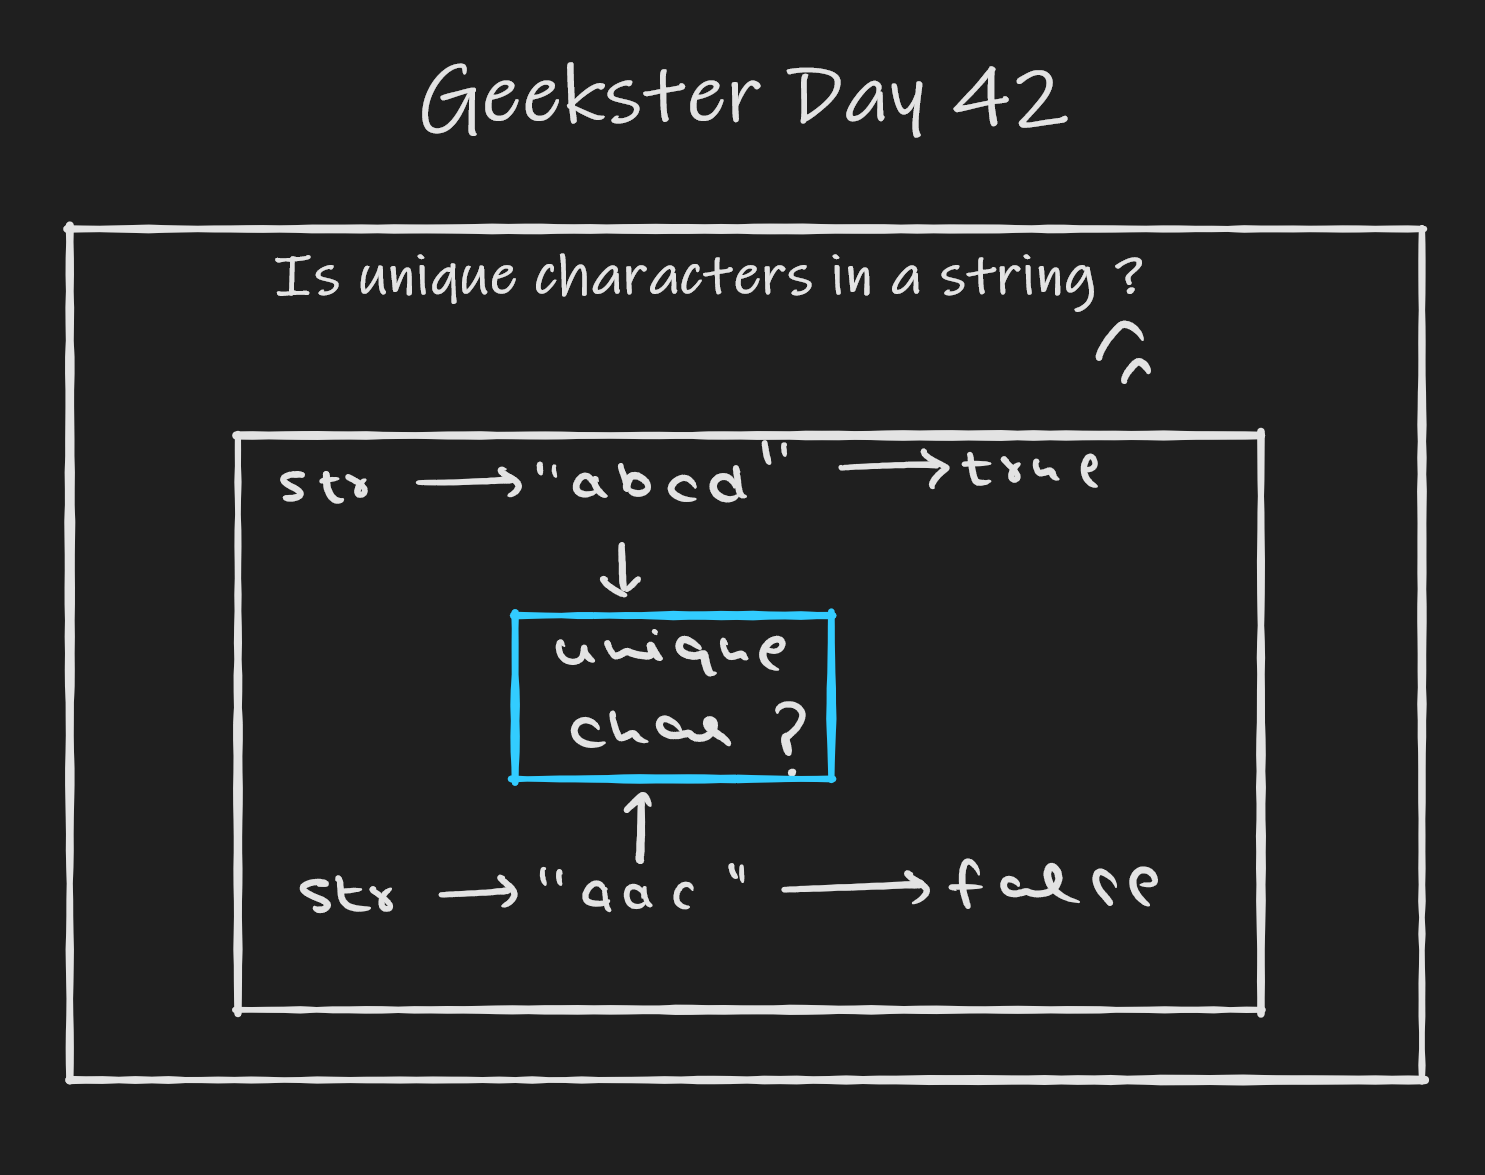 Geekster Day 42
Is unique characters in a string ?
str → "abcd" → true
unique
char ?
str → "aac" → false